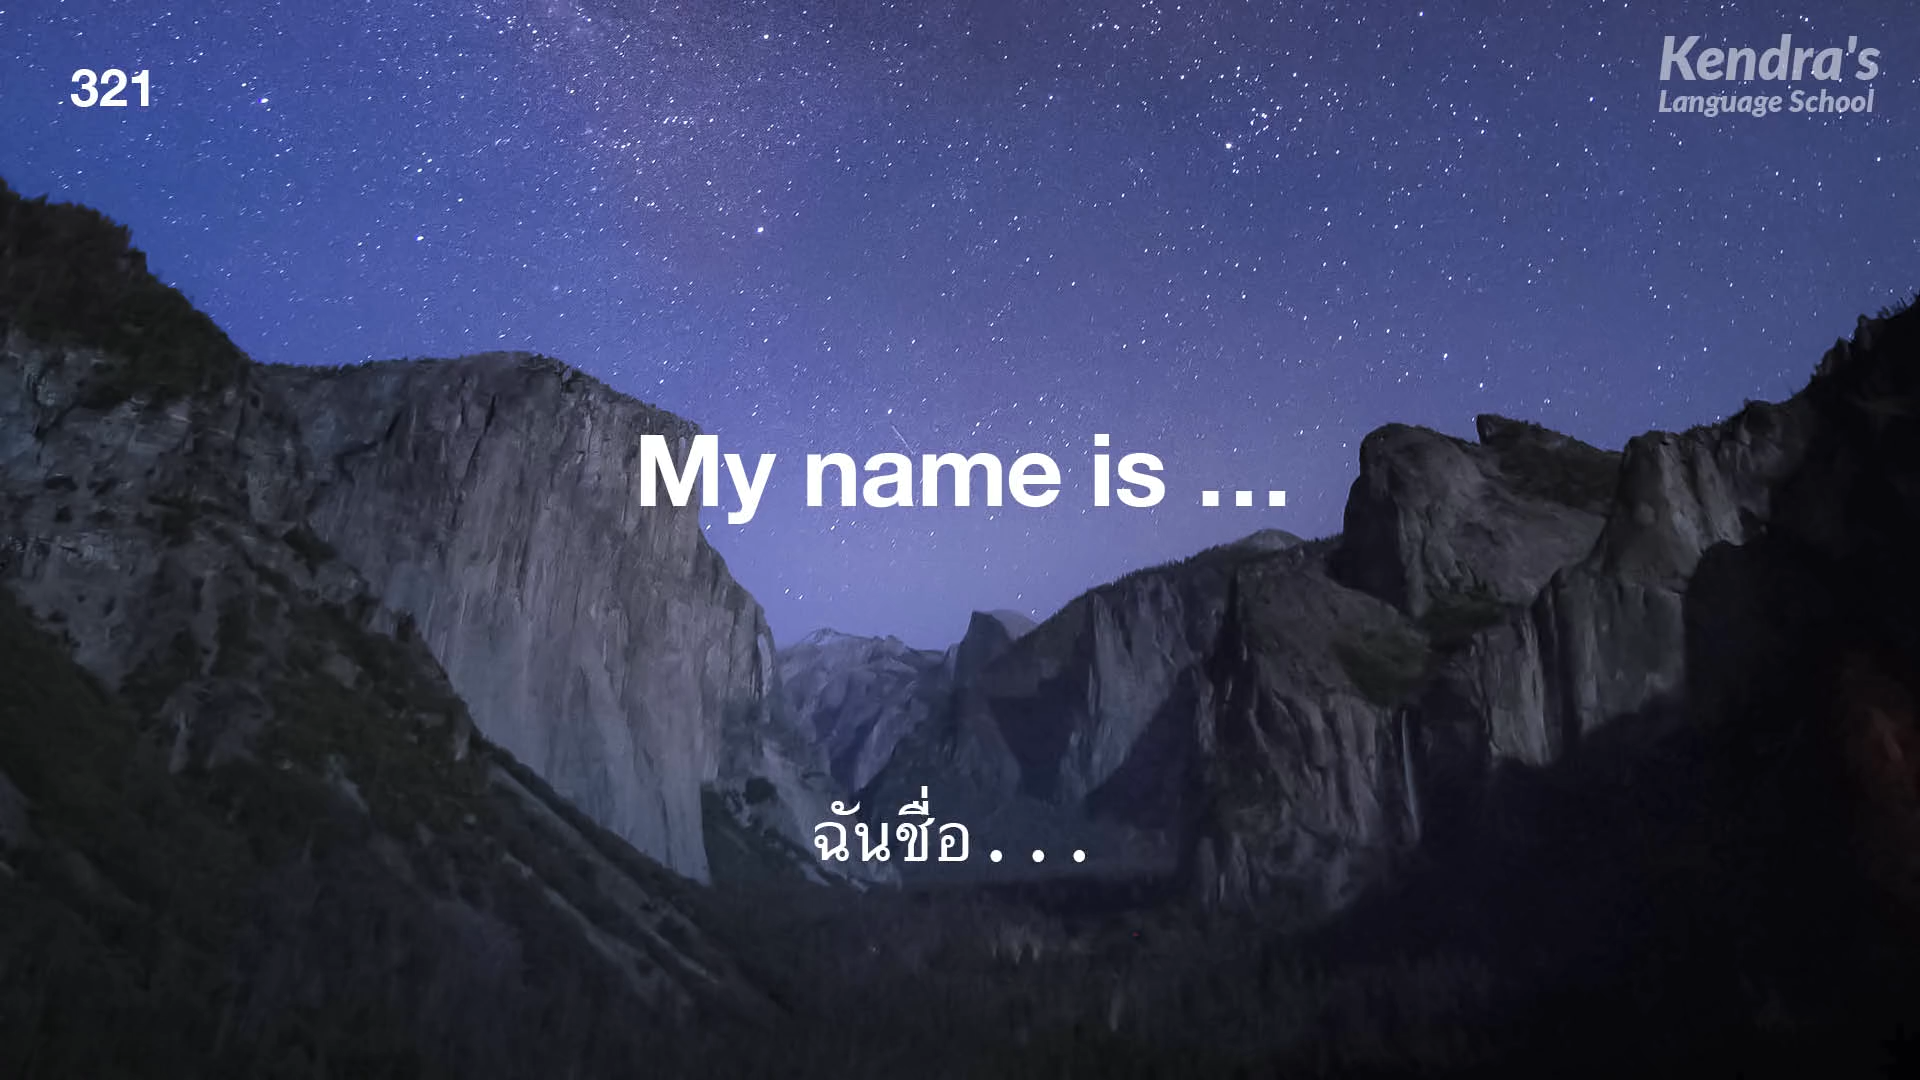 321
Kendra's
Language School
My name is ...
ฉันชื่อ . . .